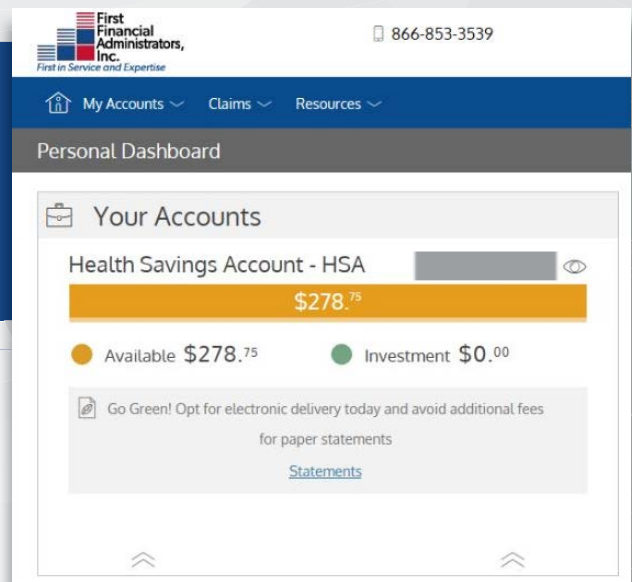 First
Financial
Administrators,
Inc.
First in Service and Expertise
866-853-3539
My Accounts Claims Resources
Personal Dashboard
Your Accounts
Health Savings Account - HSA
$278.75
Available $278.75 Investment $0.00
Go Green! Opt for electronic delivery today and avoid additional fees
for paper statements
Statements